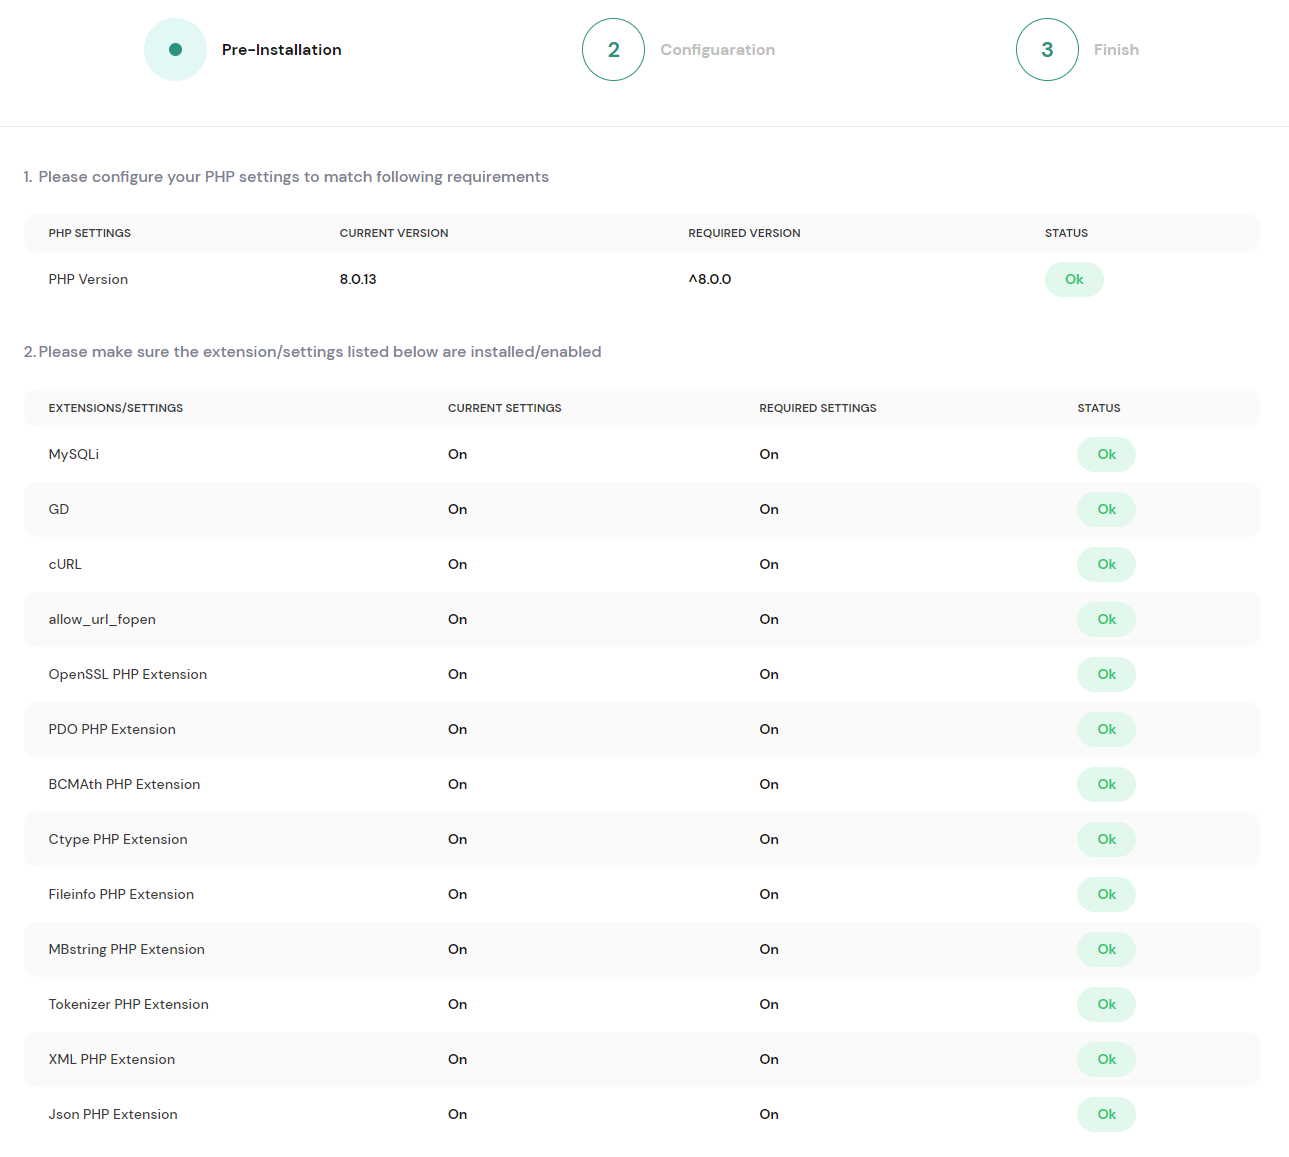 Pre-Installation 2 Configuaration 3 Finish
1. Please configure your PHP settings to match following requirements
PHP SETTINGS CURRENT VERSION REQUIRED VERSION STATUS
PHP Version 8.0.13 ^8.0.0 Ok
2. Please make sure the extension/settings listed below are installed/enabled
EXTENSIONS/SETTINGS CURRENT SETTINGS REQUIRED SETTINGS STATUS
MySQLi On On Ok
GD On On Ok
cURL On On Ok
allow_url_fopen On On Ok
OpenSSL PHP Extension On On Ok
PDO PHP Extension On On Ok
BCMAth PHP Extension On On Ok
Ctype PHP Extension On On Ok
Fileinfo PHP Extension On On Ok
MBstring PHP Extension On On Ok
Tokenizer PHP Extension On On Ok
XML PHP Extension On On Ok
Json PHP Extension On On Ok